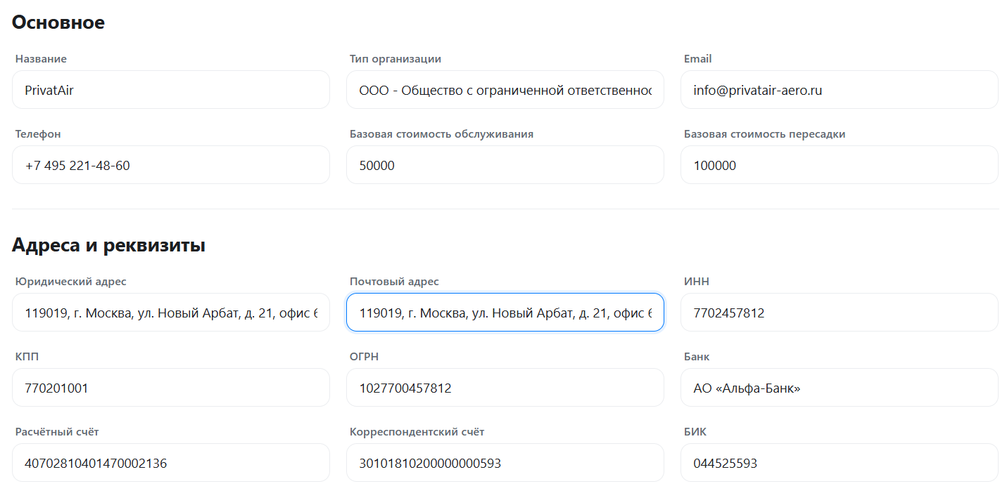 Основное
Название Тип организации Email
PrivatAir ООО - Общество с ограниченной ответственнос info@privatair-aero.ru
Телефон Базовая стоимость обслуживания Базовая стоимость пересадки
+7 495 221-48-60 50000 100000
Адреса и реквизиты
Юридический адрес Почтовый адрес ИНН
119019, г. Москва, ул. Новый Арбат, д. 21, офис 119019, г. Москва, ул. Новый Арбат, д. 21, офис 7702457812
КПП ОГРН Банк
770201001 1027700457812 АО «Альфа-Банк»
Расчётный счёт Корреспондентский счёт БИК
40702810401470002136 30101810200000000593 044525593